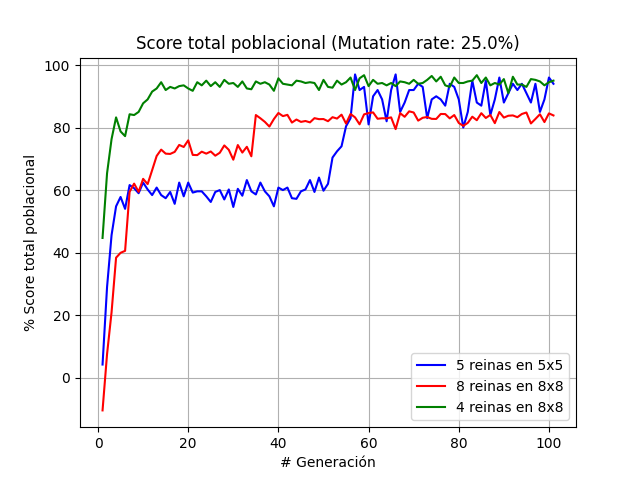 Score total poblacional (Mutation rate: 25.0%)
% Score total poblacional
100
80
60
40
20
0
0 20 40 60 80 100
# Generación
5 reinas en 5x5
8 reinas en 8x8
4 reinas en 8x8